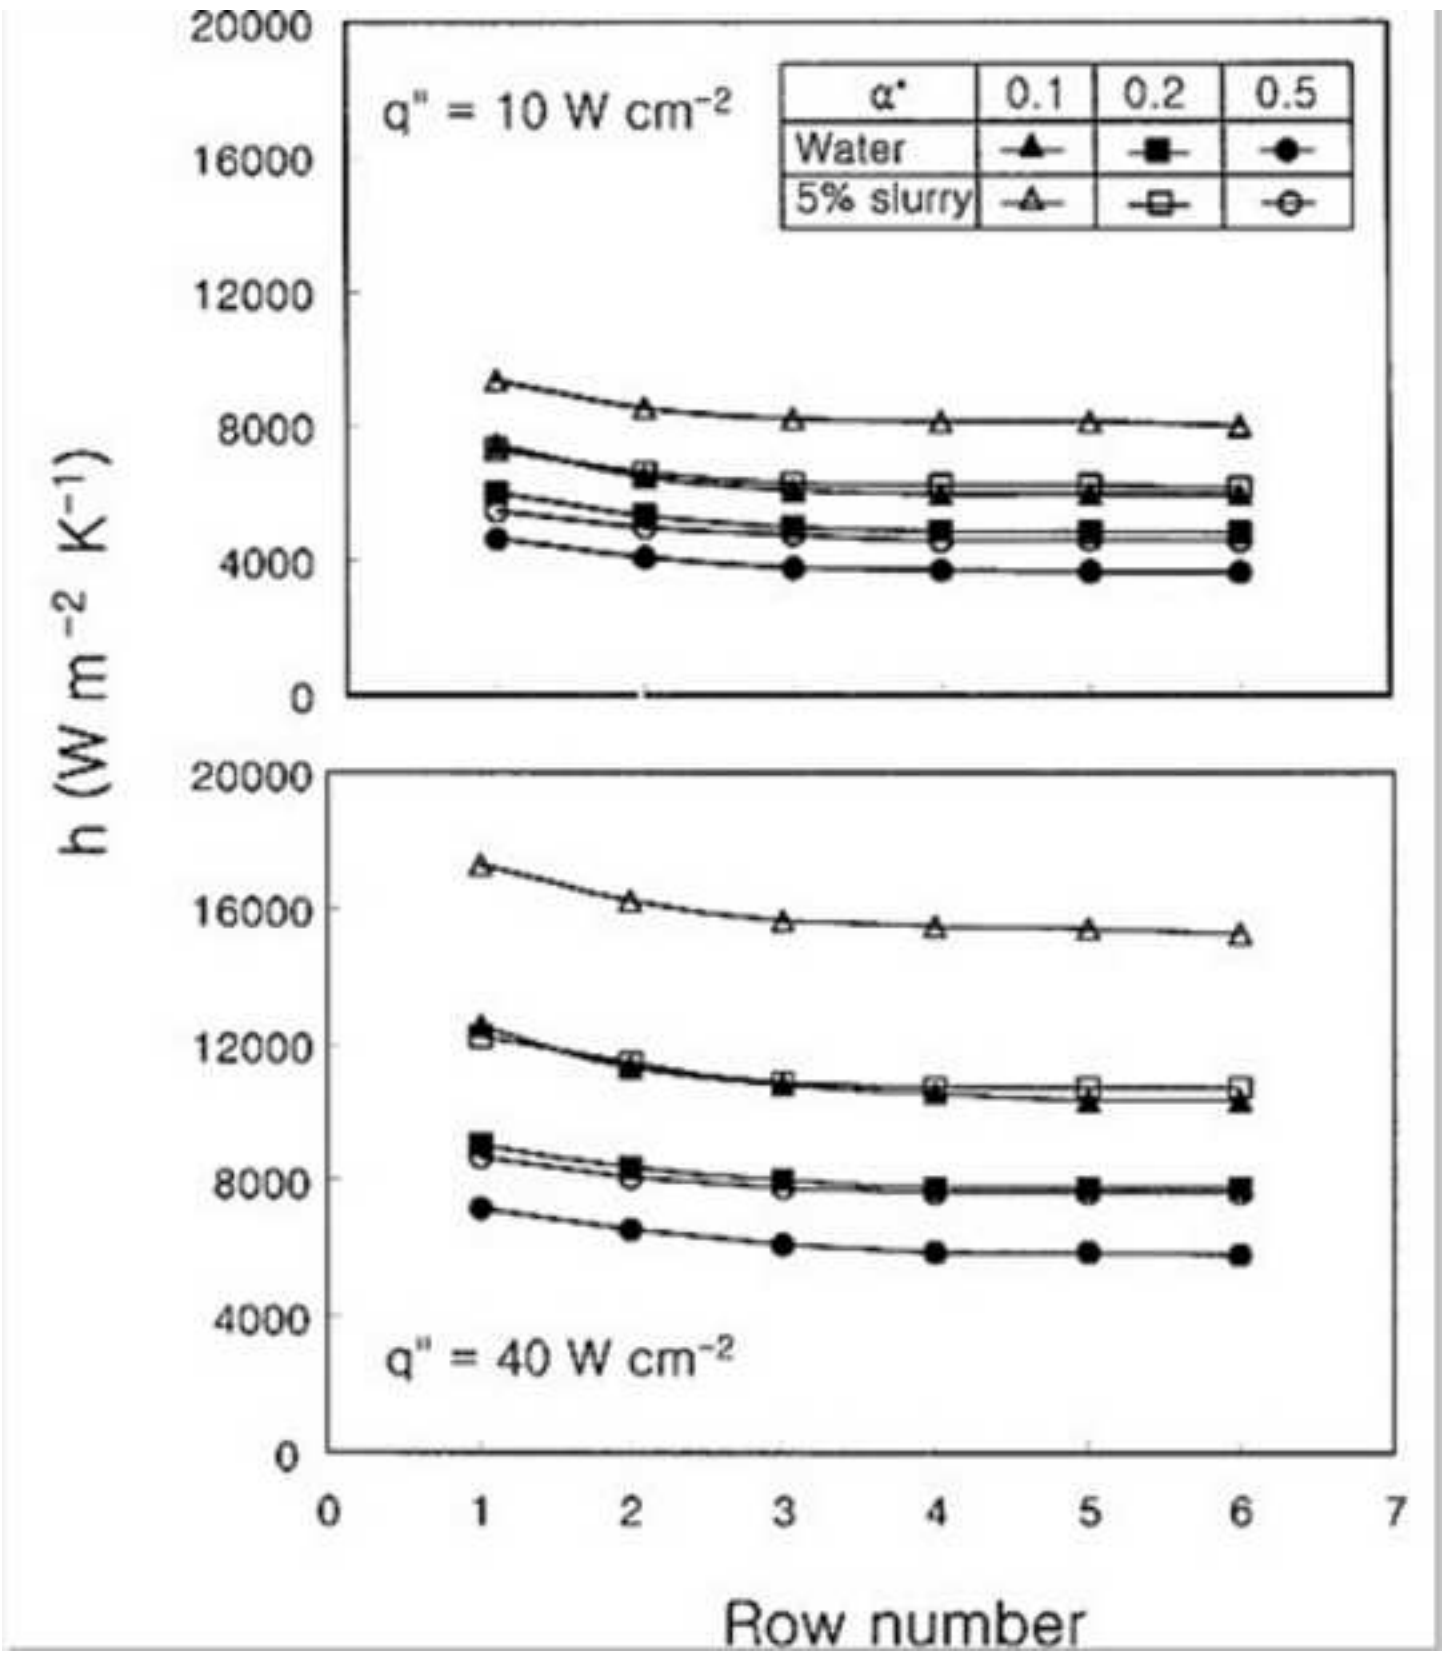 20000
q" = 10 W cm⁻²
α* 0.1 0.2 0.5
Water
5% slurry
16000
12000
8000
4000
0
h (W m⁻² K⁻¹)
20000
16000
12000
8000
4000
q" = 40 W cm⁻²
0
0 1 2 3 4 5 6 7
Row number